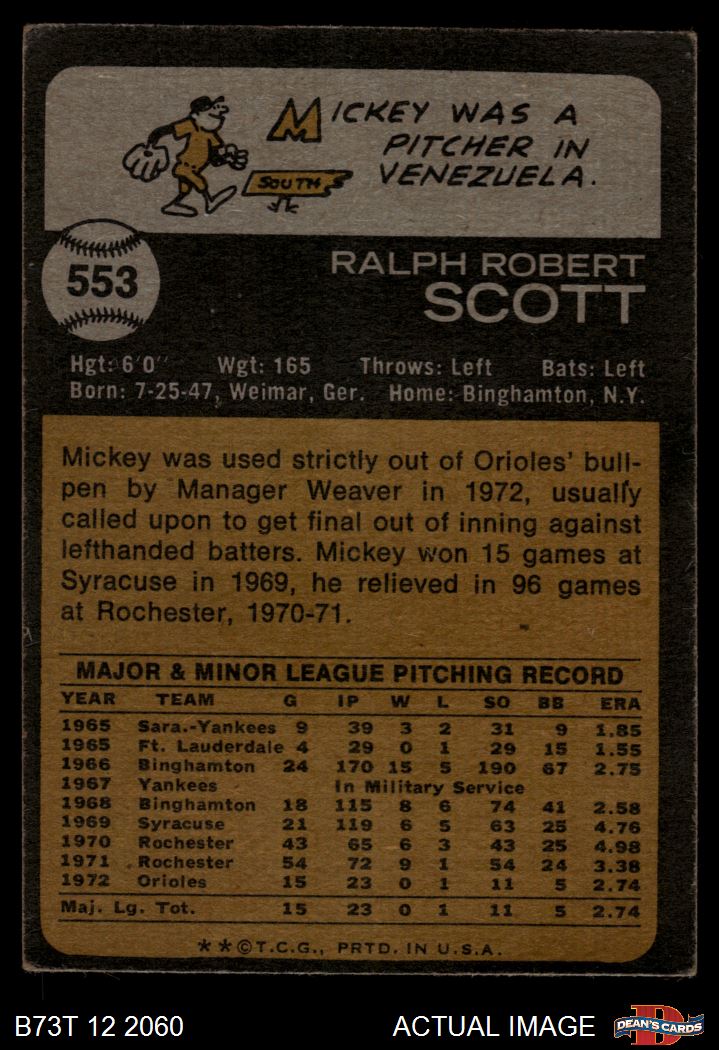 MICKEY WAS A
PITCHER IN
VENEZUELA.
SOUTH
553
RALPH ROBERT
SCOTT
Hgt: 6'0" Wgt: 165 Throws: Left Bats: Left
Born: 7-25-47, Weimar, Ger. Home: Binghamton, N.Y.
Mickey was used strictly out of Orioles' bull-
pen by Manager Weaver in 1972, usually
called upon to get final out of inning against
lefthanded batters. Mickey won 15 games at
Syracuse in 1969, he relieved in 96 games
at Rochester, 1970-71.
MAJOR & MINOR LEAGUE PITCHING RECORD
YEAR TEAM G IP W L SO BB ERA
1965 Sara.-Yankees 9 39 3 2 31 9 1.85
1965 Ft. Lauderdale 4 29 0 1 29 15 1.55
1966 Binghamton 24 170 15 5 190 67 2.75
1967 Yankees In Military Service
1968 Binghamton 18 115 8 6 74 41 2.58
1969 Syracuse 21 119 6 5 63 25 4.76
1970 Rochester 43 65 6 3 43 25 4.98
1971 Rochester 54 72 9 1 54 24 3.38
1972 Orioles 15 23 0 1 11 5 2.74
Maj. Lg. Tot. 15 23 0 1 11 5 2.74
**©T.C.G., PRTD. IN U.S.A.
B73T 12 2060 ACTUAL IMAGE D DEAN'S CARDS